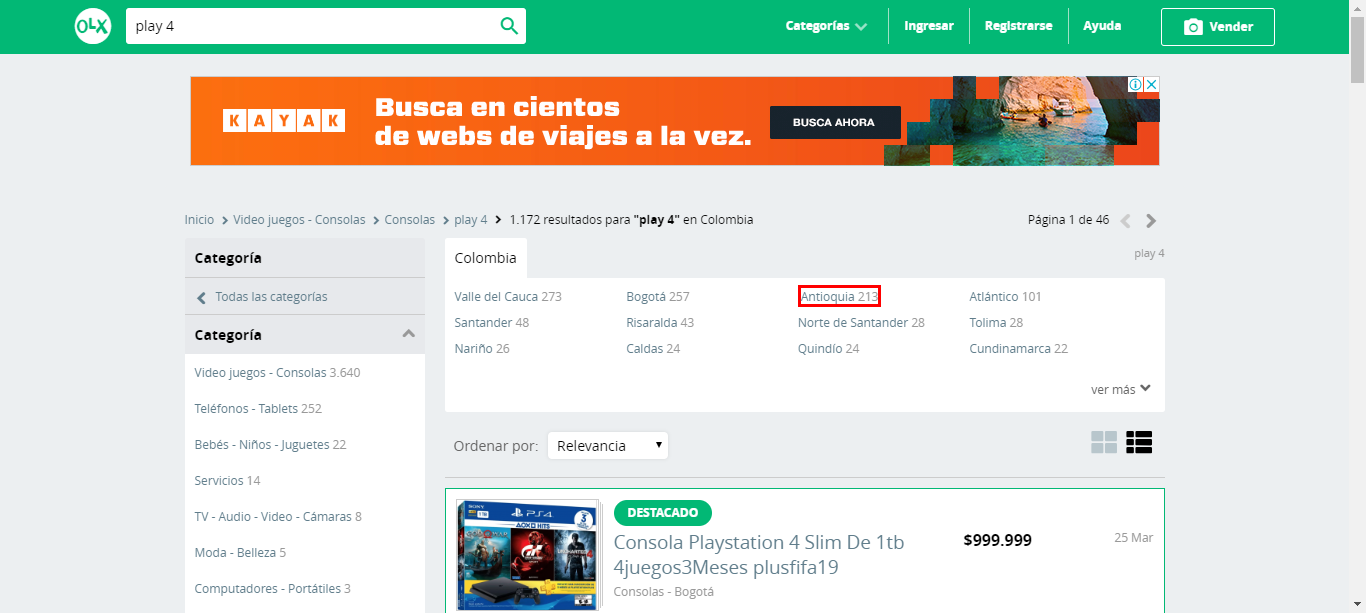 OLX play 4 Categorías Ingresar Registrarse Ayuda Vender
KAYAK
Busca en cientos
de webs de viajes a la vez.
BUSCA AHORA
Inicio Video juegos - Consolas Consolas play 4 1.172 resultados para "play 4" en Colombia Página 1 de 46
Categoría
Todas las categorías
Categoría
Video juegos - Consolas 3.640
Teléfonos - Tablets 252
Bebés - Niños - Juguetes 22
Servicios 14
TV - Audio - Video - Cámaras 8
Moda - Belleza 5
Computadores - Portátiles 3
Colombia play 4
Valle del Cauca 273 Bogotá 257 Antioquia 213 Atlántico 101
Santander 48 Risaralda 43 Norte de Santander 28 Tolima 28
Nariño 26 Caldas 24 Quindío 24 Cundinamarca 22
ver más
Ordenar por: Relevancia
SONY
PS4
3
UNCHARTED 4
DESTACADO
Consola Playstation 4 Slim De 1tb
4juegos3Meses plusfifa19
Consolas - Bogotá
$999.999
25 Mar